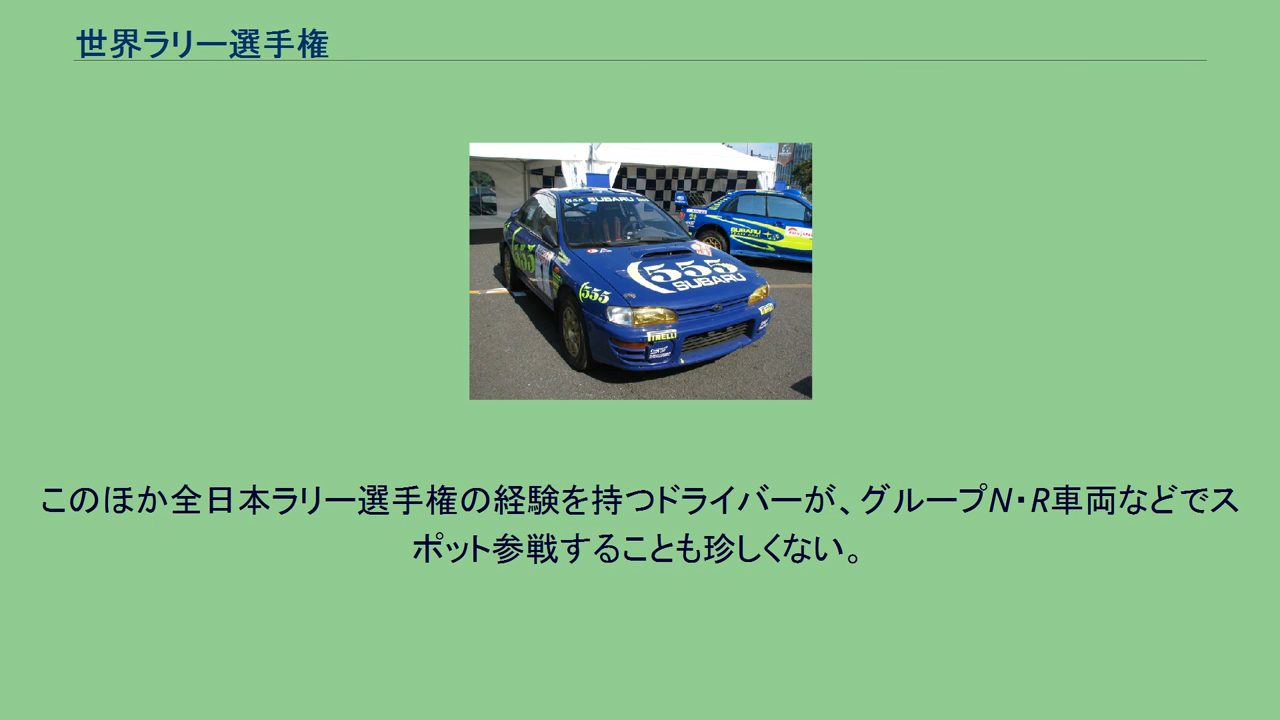 世界ラリー選手権
SUBARU
555
SUBARU
555
555
PIRELLI
SUBARU
このほか全日本ラリー選手権の経験を持つドライバーが、グループN・R車両などでス
ポット参戦することも珍しくない。